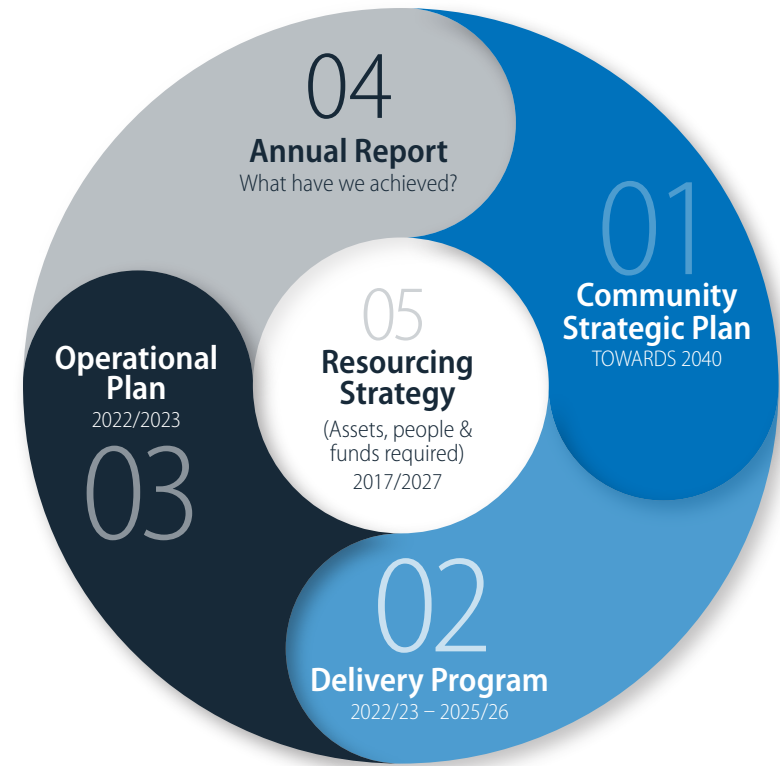 04
Annual Report
What have we achieved?
01
Community
Strategic Plan
TOWARDS 2040
05
Resourcing
Strategy
(Assets, people &
funds required)
2017/2027
Operational
Plan
2022/2023
03
02
Delivery Program
2022/23 – 2025/26